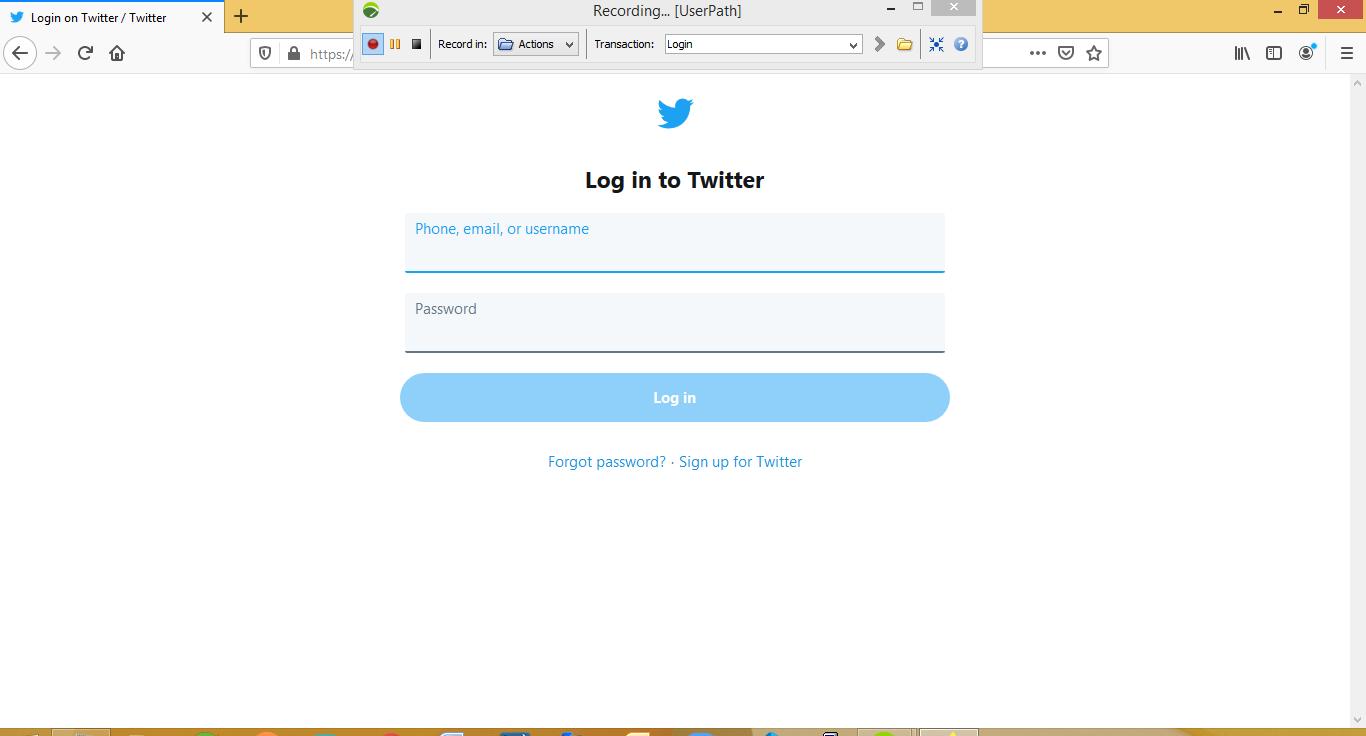 Login on Twitter / Twitter
Recording... [UserPath]
Record in: Actions Transaction: Login
https:/
Log in to Twitter
Phone, email, or username
Password
Log in
Forgot password? · Sign up for Twitter